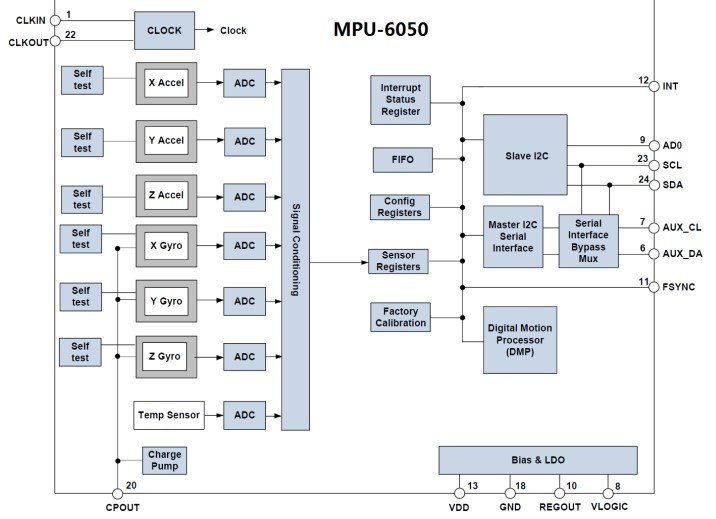 MPU-6050
CLKIN
1
CLKOUT
22
CLOCK
Clock
Self
test
X Accel
ADC
Self
test
Y Accel
ADC
Self
test
Z Accel
ADC
Self
test
X Gyro
ADC
Self
test
Y Gyro
ADC
Self
test
Z Gyro
ADC
Temp Sensor
ADC
Charge
Pump
20
CPOUT
Signal Conditioning
Interrupt
Status
Register
FIFO
Config
Registers
Sensor
Registers
Factory
Calibration
Slave I2C
Master I2C
Serial
Interface
Serial
Interface
Bypass
Mux
Digital Motion
Processor
(DMP)
12
INT
9
AD0
23
SCL
24
SDA
7
AUX_CL
6
AUX_DA
11
FSYNC
Bias & LDO
13
18
10
8
VDD
GND
REGOUT
VLOGIC